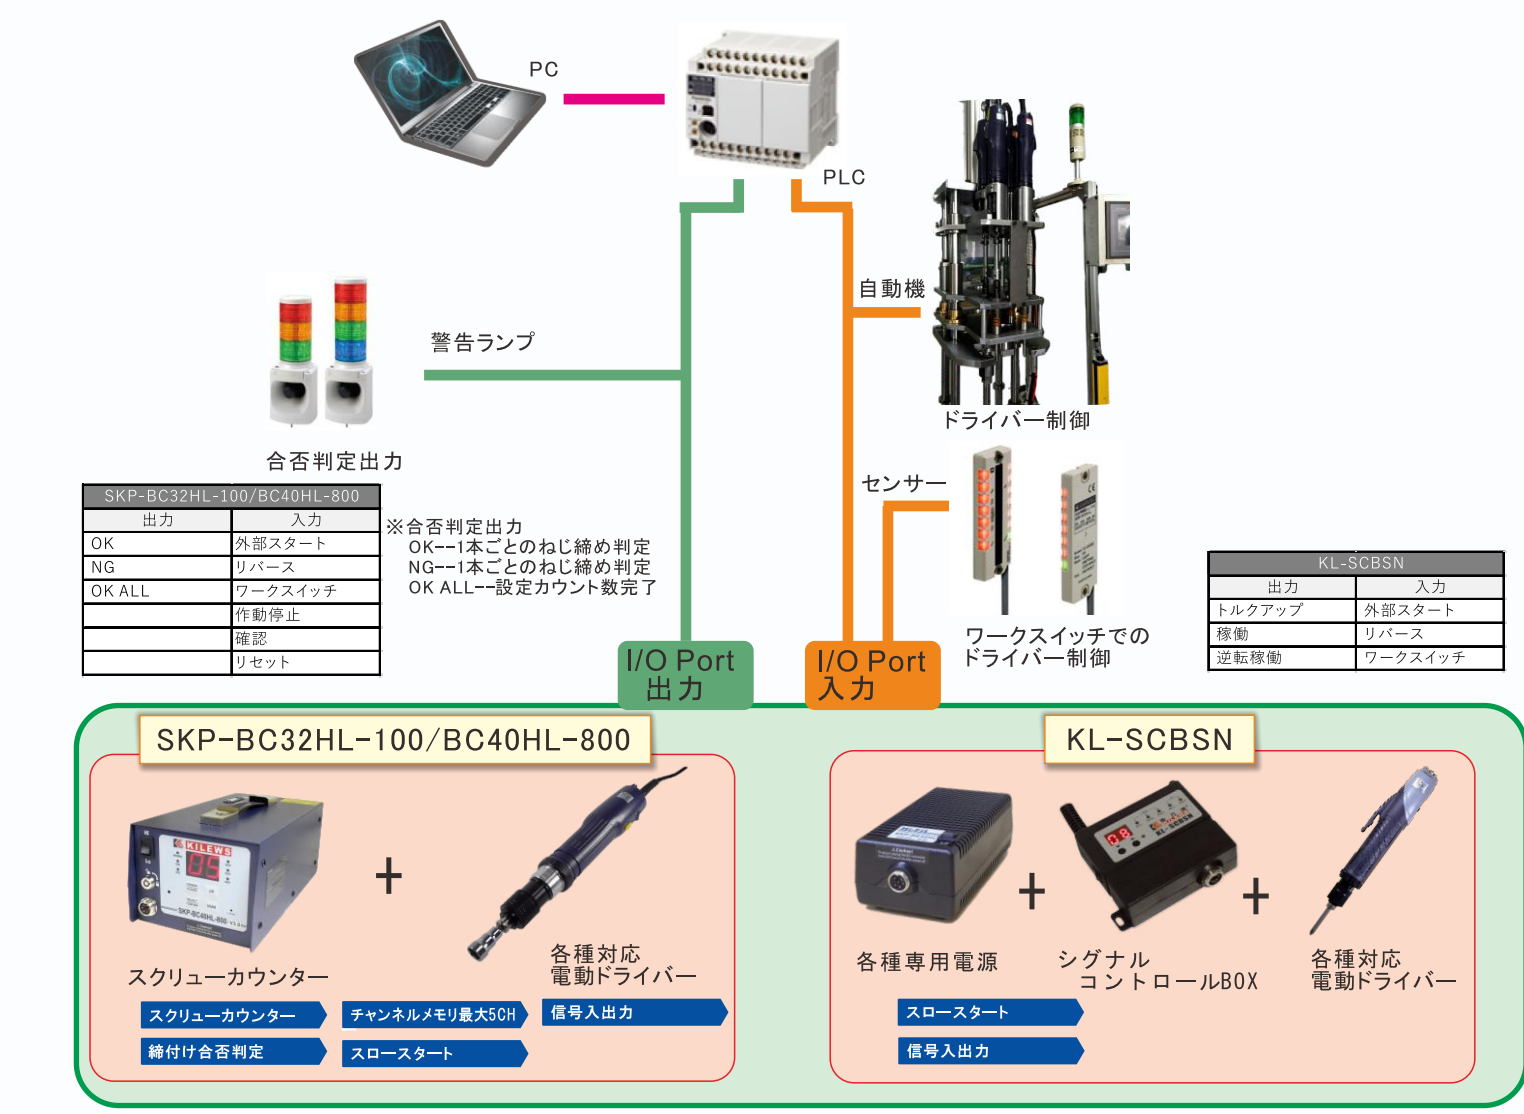 PC
PLC
自動機
警告ランプ
ドライバー制御
合否判定出力
センサー
SKP-BC32HL-100/BC40HL-800
出力 入力
OK 外部スタート
NG リバース
OK ALL ワークスイッチ
作動停止
確認
リセット
※合否判定出力
OK--1本ごとのねじ締め判定
NG--1本ごとのねじ締め判定
OK ALL--設定カウント数完了
KL-SCBSN
出力 入力
トルクアップ 外部スタート
稼働 リバース
逆転稼働 ワークスイッチ
ワークスイッチでの
ドライバー制御
I/O Port
出力
I/O Port
入力
SKP-BC32HL-100/BC40HL-800
KL-SCBSN
KILEWS
05
SKP-BC40HL-800
08
KL-SCBSN
スクリューカウンター
各種対応
電動ドライバー
各種専用電源
シグナル
コントロールBOX
各種対応
電動ドライバー
スクリューカウンター
チャンネルメモリ最大5CH
信号入出力
締付け合否判定
スロースタート
スロースタート
信号入出力